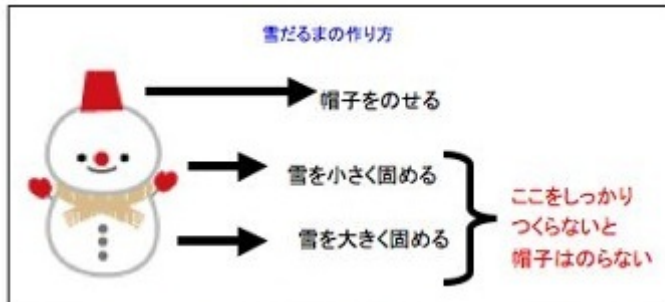 雪だるまの作り方
帽子をのせる
雪を小さく固める
雪を大きく固める
ここをしっかり
つくらないと
帽子はのらない